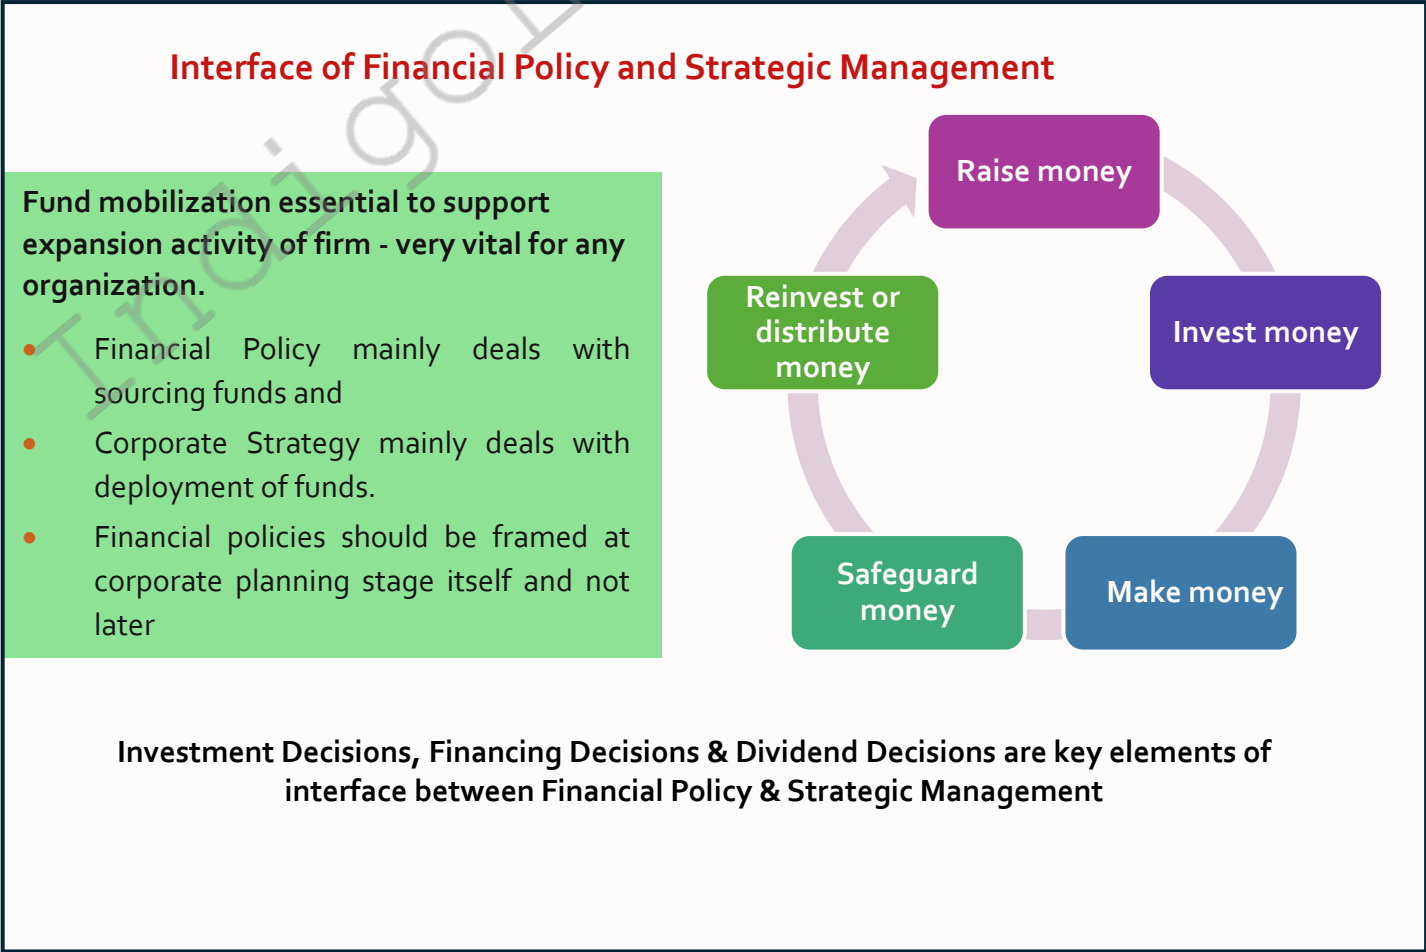 Interface of Financial Policy and Strategic Management
Fund mobilization essential to support
expansion activity of firm - very vital for any
organization.
• Financial Policy mainly deals with
sourcing funds and
• Corporate Strategy mainly deals with
deployment of funds.
• Financial policies should be framed at
corporate planning stage itself and not
later
Raise money
Invest money
Make money
Safeguard
money
Reinvest or
distribute
money
Investment Decisions, Financing Decisions & Dividend Decisions are key elements of
interface between Financial Policy & Strategic Management